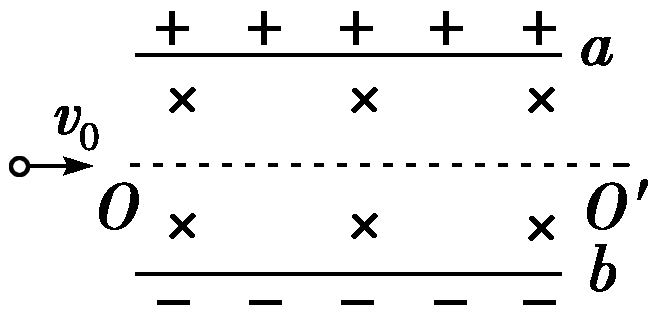 + + + + +
a
× × ×
v₀
O O′
× × ×
b
− − − − −